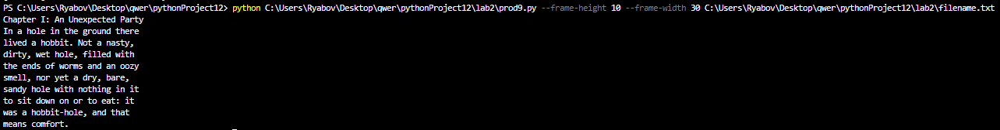 PS C:\Users\Ryabov\Desktop\qwer\pythonProject12> python C:\Users\Ryabov\Desktop\qwer\pythonProject12\lab2\prod9.py --frame-height 10 --frame-width 30 C:\Users\Ryabov\Desktop\qwer\pythonProject12\lab2\filename.txt
Chapter I: An Unexpected Party
In a hole in the ground there
lived a hobbit. Not a nasty,
dirty, wet hole, filled with
the ends of worms and an oozy
smell, nor yet a dry, bare,
sandy hole with nothing in it
to sit down on or to eat: it
was a hobbit-hole, and that
means comfort.